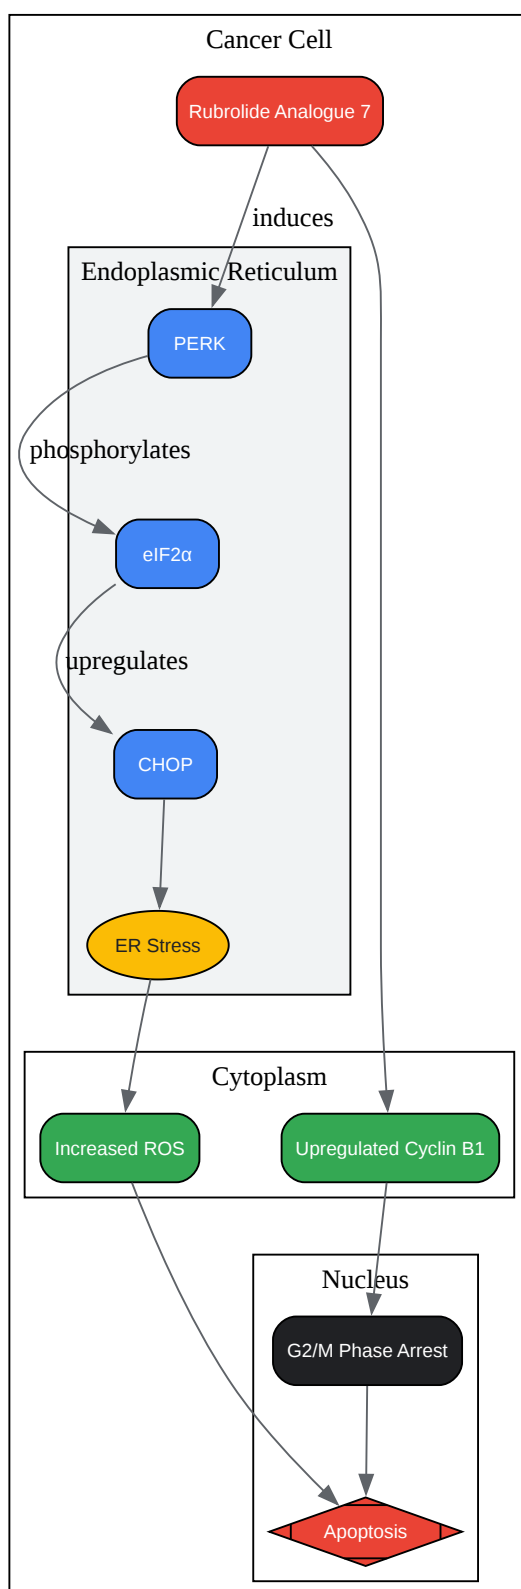 Cancer Cell
Rubrolide Analogue 7
induces
Endoplasmic Reticulum
PERK
phosphorylates
eIF2α
upregulates
CHOP
ER Stress
Cytoplasm
Increased ROS
Upregulated Cyclin B1
Nucleus
G2/M Phase Arrest
Apoptosis